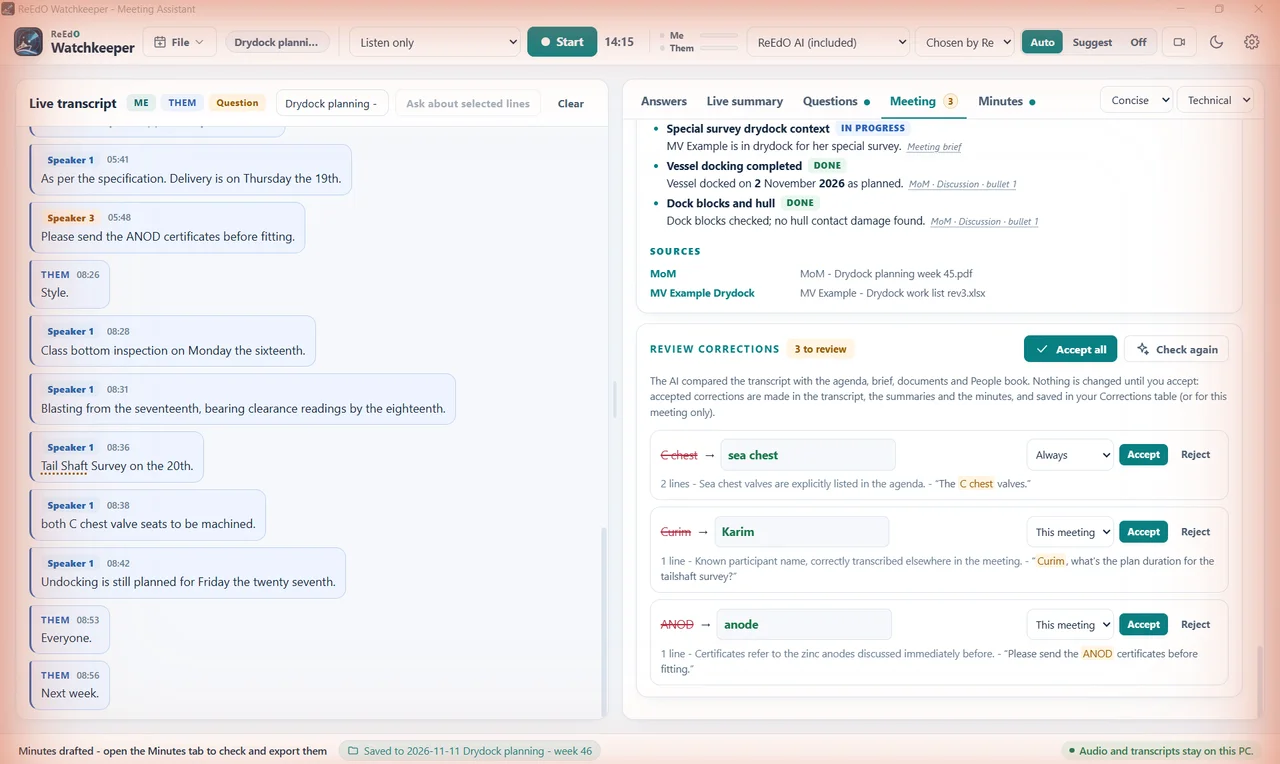 ReEdO Watchkeeper - Meeting Assistant
ReEdO
Watchkeeper
File
Drydock planni...
Listen only
Start
14:15
Me
Them
ReEDO AI (included)
Chosen by Re
Auto
Suggest
Off
Live transcript
ME
THEM
Question
Drydock planning -
Ask about selected lines
Clear
Speaker 1 05:41
As per the specification. Delivery is on Thursday the 19th.
Speaker 3 05:48
Please send the ANOD certificates before fitting.
THEM 08:26
Style.
Speaker 1 08:28
Class bottom inspection on Monday the sixteenth.
Speaker 1 08:31
Blasting from the seventeenth, bearing clearance readings by the eighteenth.
Speaker 1 08:36
Tail Shaft Survey on the 20th.
Speaker 1 08:38
both C chest valve seats to be machined.
Speaker 1 08:42
Undocking is still planned for Friday the twenty seventh.
THEM 08:53
Everyone.
THEM 08:56
Next week.
Answers
Live summary
Questions
Meeting 3
Minutes
Concise
Technical
Special survey drydock context IN PROGRESS
MV Example is in drydock for her special survey. Meeting brief
Vessel docking completed DONE
Vessel docked on 2 November 2026 as planned. MoM · Discussion · bullet 1
Dock blocks and hull DONE
Dock blocks checked; no hull contact damage found. MoM · Discussion · bullet 1
SOURCES
MoM MoM - Drydock planning week 45.pdf
MV Example Drydock MV Example - Drydock work list rev3.xlsx
REVIEW CORRECTIONS 3 to review
Accept all
Check again
The AI compared the transcript with the agenda, brief, documents and People book. Nothing is changed until you accept:
accepted corrections are made in the transcript, the summaries and the minutes, and saved in your Corrections table (or for this
meeting only).
C chest → sea chest
Always
Accept
Reject
2 lines - Sea chest valves are explicitly listed in the agenda. - “The C chest valves.”
Curim → Karim
This meeting
Accept
Reject
1 line - Known participant name, correctly transcribed elsewhere in the meeting. - “Curim, what's the plan duration for the
tailshaft survey?”
ANOD → anode
This meeting
Accept
Reject
1 line - Certificates refer to the zinc anodes discussed immediately before. - “Please send the ANOD certificates before
fitting.”
Minutes drafted - open the Minutes tab to check and export them
Saved to 2026-11-11 Drydock planning - week 46
Audio and transcripts stay on this PC.